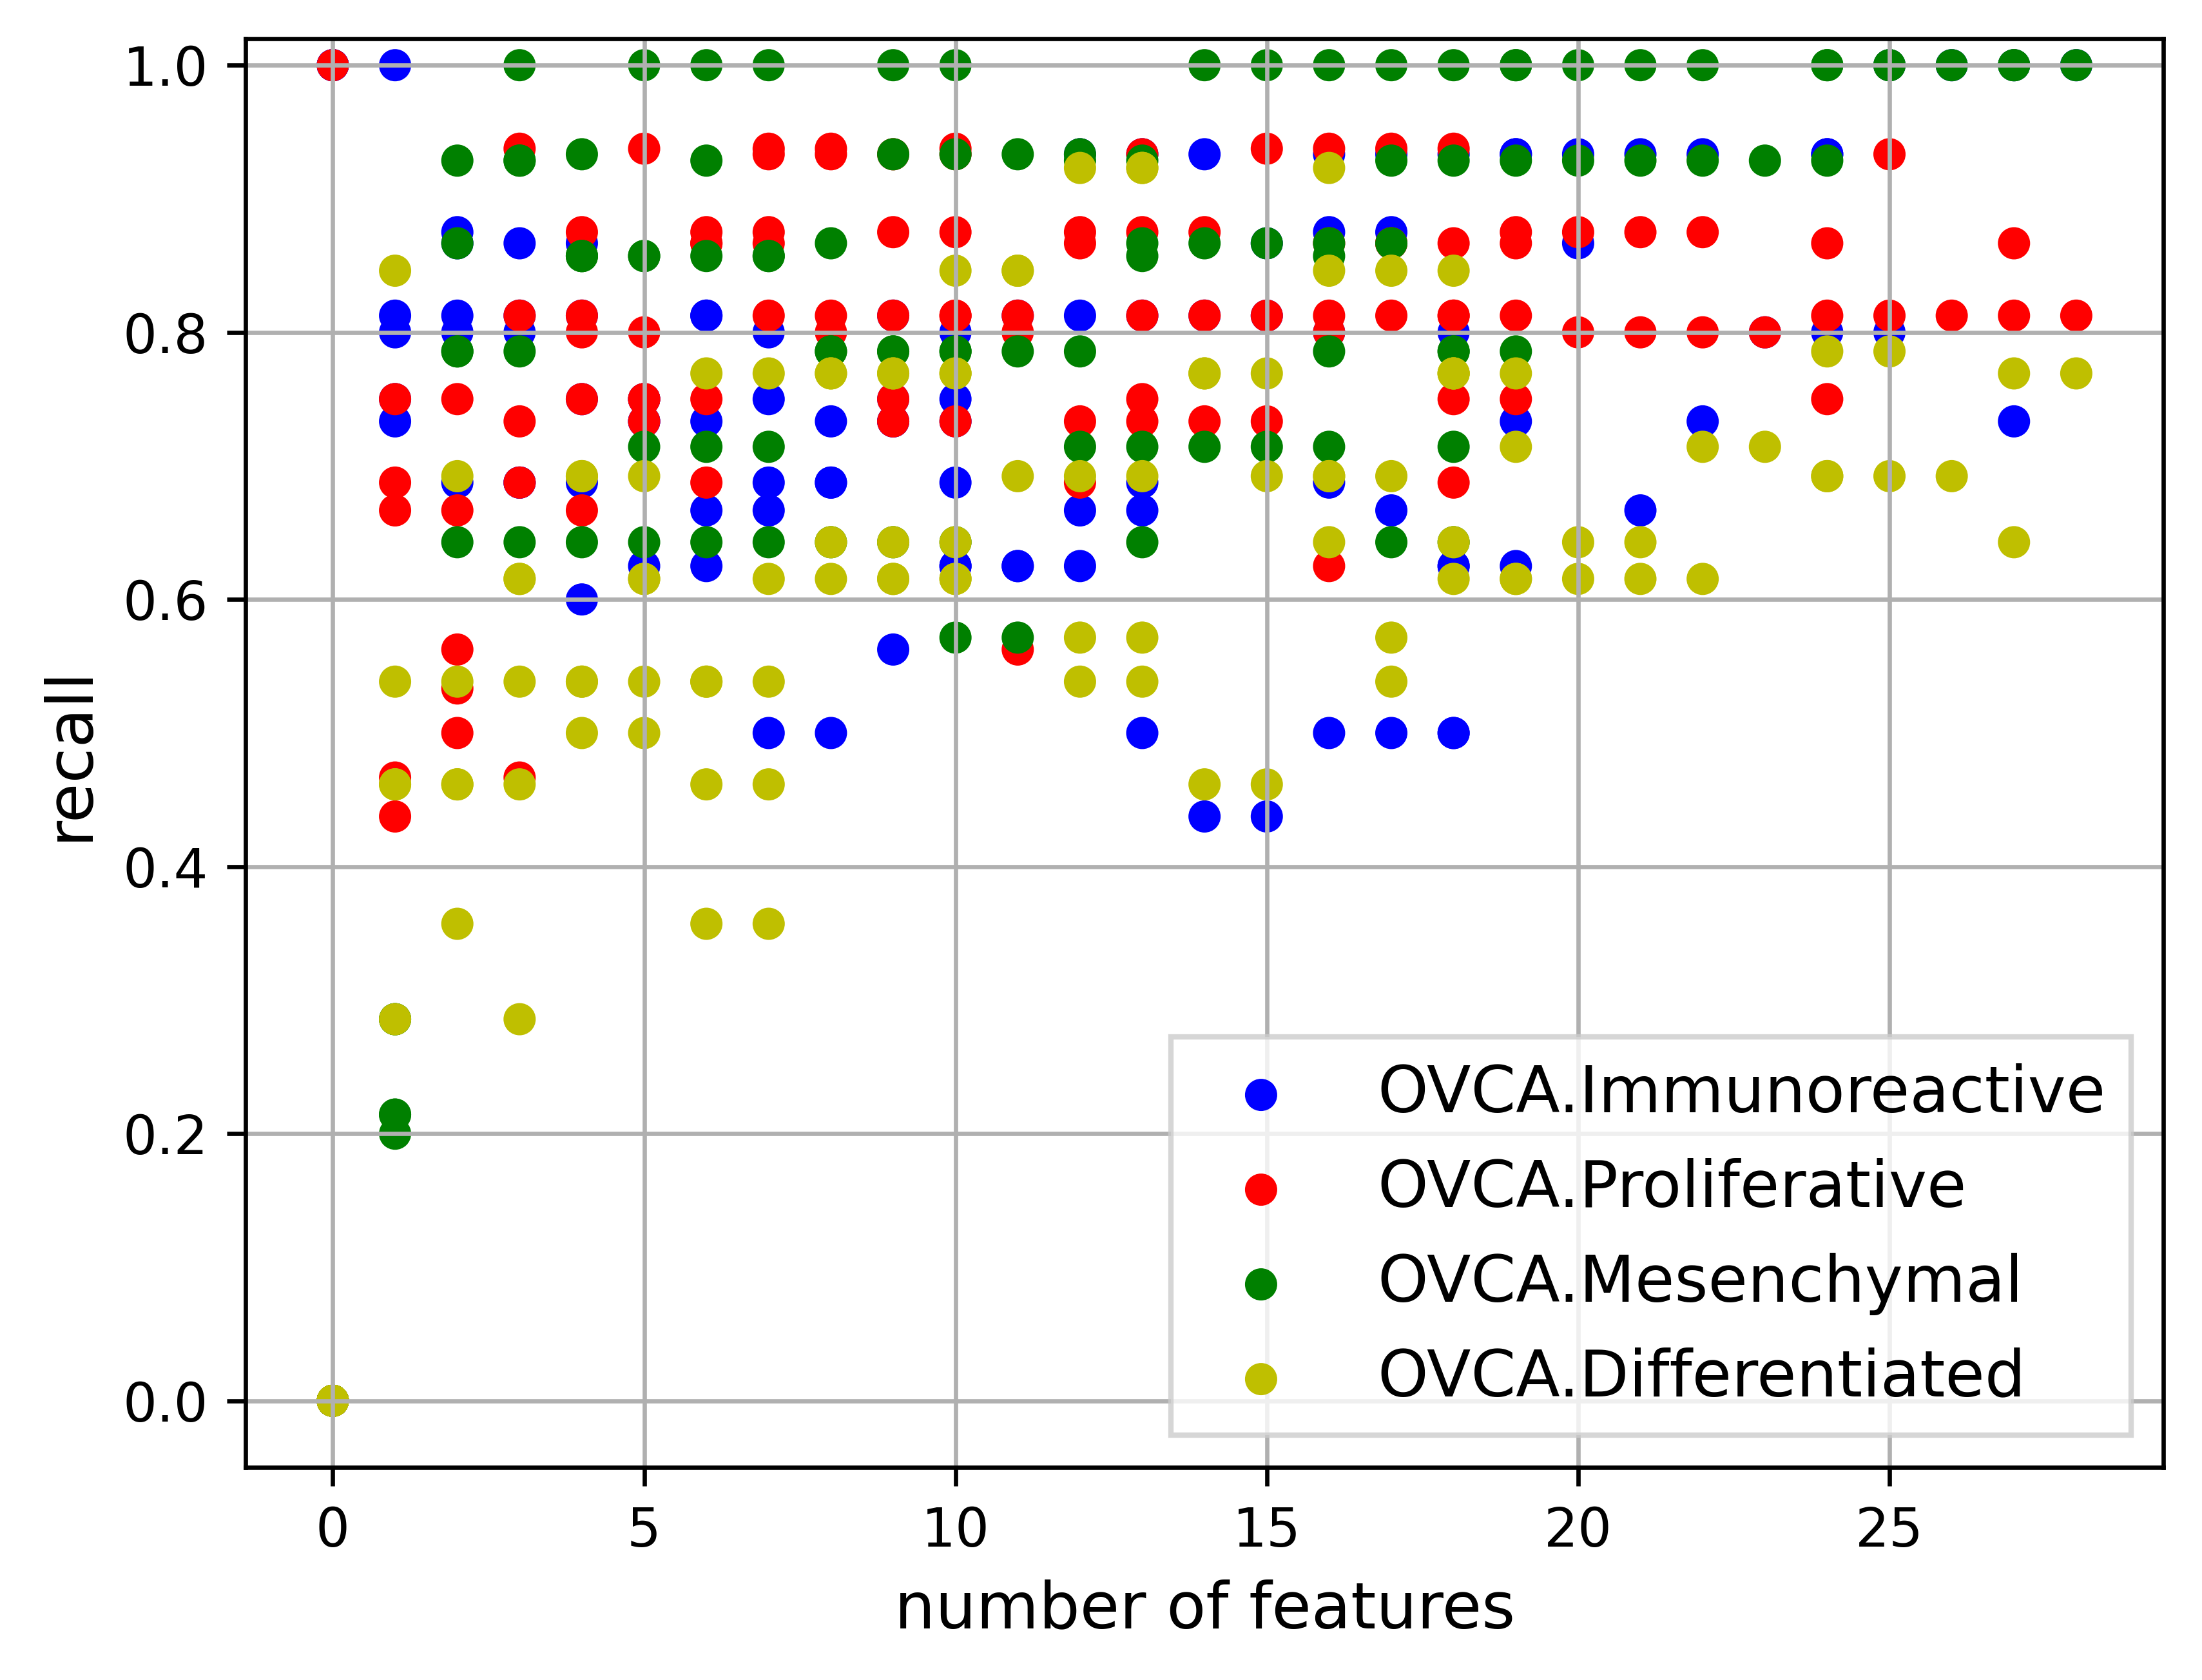 1.0
0.8
0.6
0.4
0.2
0.0
recall
OVCA.Immunoreactive
OVCA.Proliferative
OVCA.Mesenchymal
OVCA.Differentiated
0 5 10 15 20 25
number of features